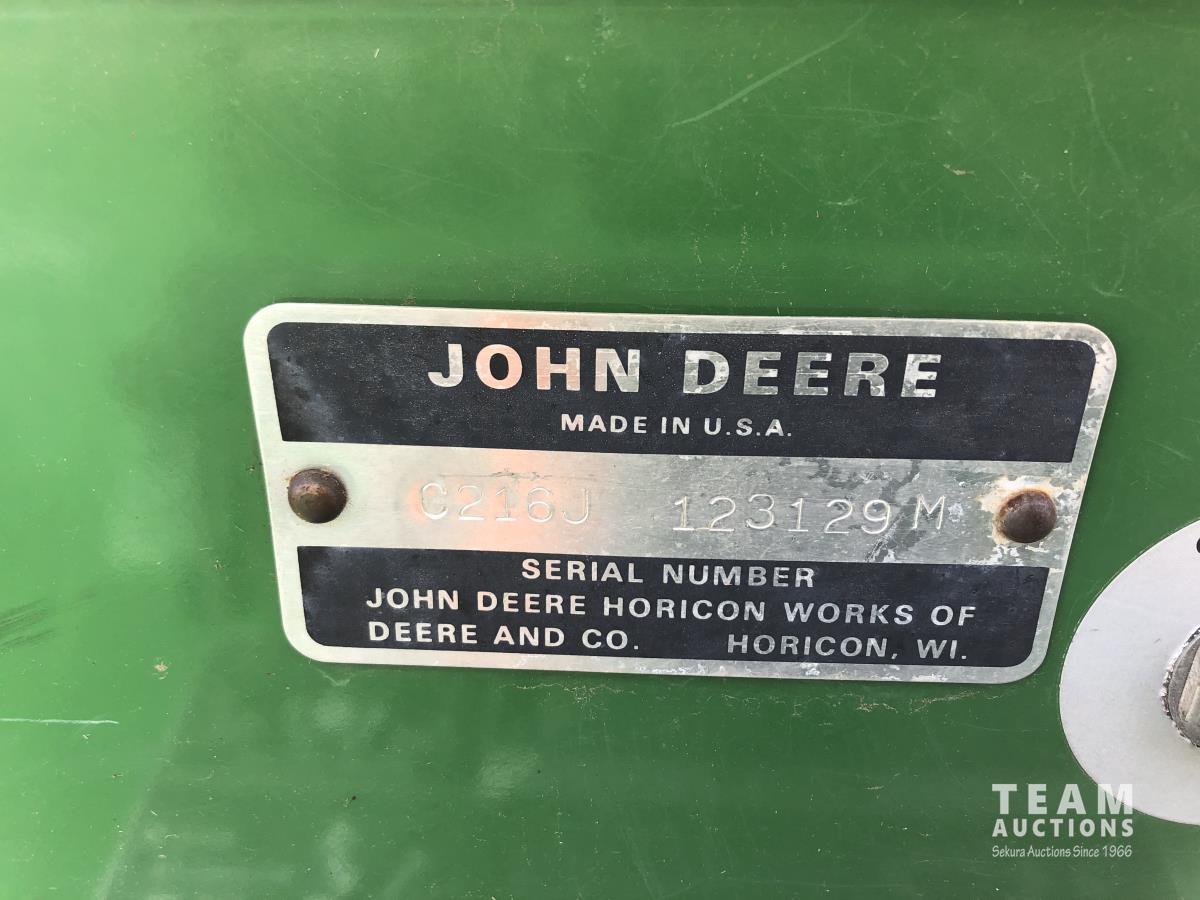 JOHN DEERE
MADE IN U.S.A.
C216J 123129M
SERIAL NUMBER
JOHN DEERE HORICON WORKS OF
DEERE AND CO. HORICON, WI.
TEAM
AUCTIONS
Sekura Auctions Since 1966